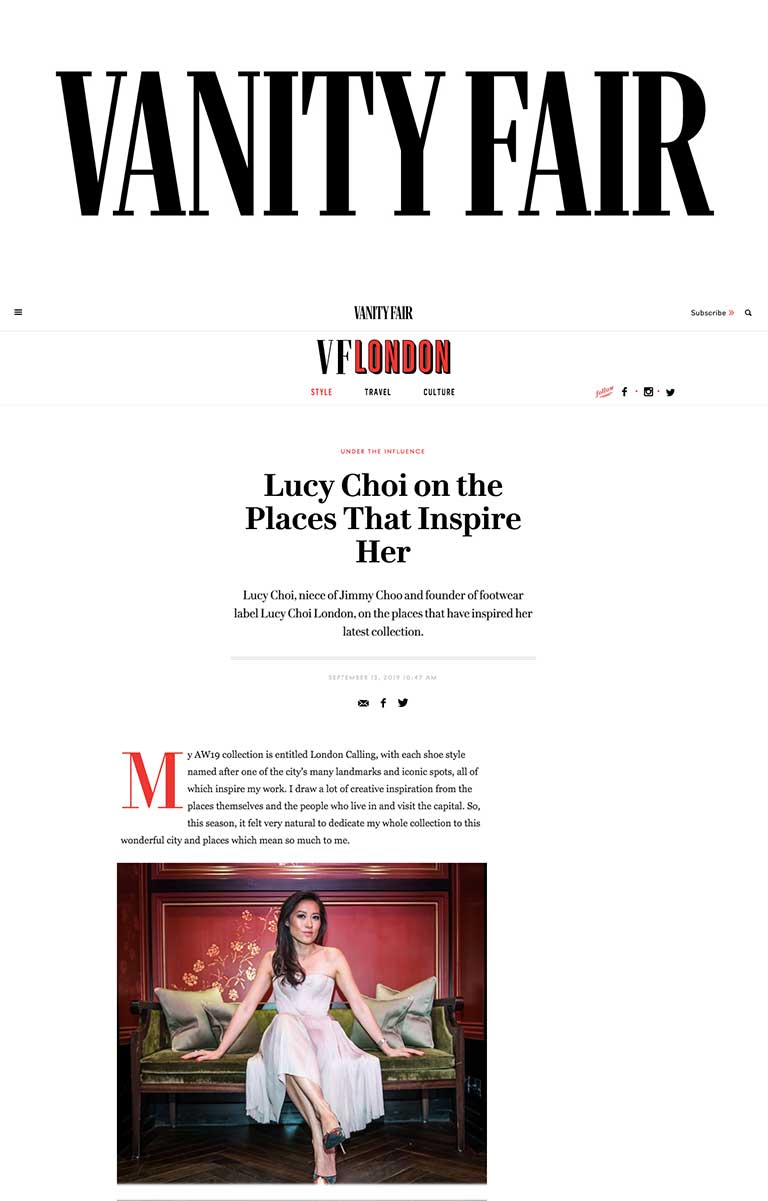 VANITY FAIR
VANITY FAIR
Subscribe »
VF LONDON
STYLE TRAVEL CULTURE
follow
UNDER THE INFLUENCE
Lucy Choi on the
Places That Inspire
Her
Lucy Choi, niece of Jimmy Choo and founder of footwear
label Lucy Choi London, on the places that have inspired her
latest collection.
SEPTEMBER 13, 2019 10:47 AM
My AW19 collection is entitled London Calling, with each shoe style
named after one of the city's many landmarks and iconic spots, all of
which inspire my work. I draw a lot of creative inspiration from the
places themselves and the people who live in and visit the capital. So,
this season, it felt very natural to dedicate my whole collection to this
wonderful city and places which mean so much to me.